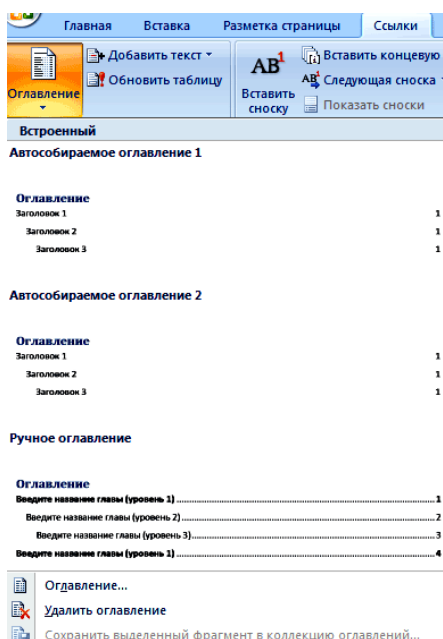 Главная Вставка Разметка страницы Ссылки
Добавить текст
Обновить таблицу
Оглавление
AB1
Вставить сноску
Вставить концевую
AB1 Следующая сноска
Показать сноски
Встроенный
Автособираемое оглавление 1
Оглавление
Заголовок 1 1
Заголовок 2 1
Заголовок 3 1
Автособираемое оглавление 2
Оглавление
Заголовок 1 1
Заголовок 2 1
Заголовок 3 1
Ручное оглавление
Оглавление
Введите название главы (уровень 1) 1
Введите название главы (уровень 2) 2
Введите название главы (уровень 3) 3
Введите название главы (уровень 1) 4
Оглавление...
Удалить оглавление
Сохранить выделенный фрагмент в коллекцию оглавлений...